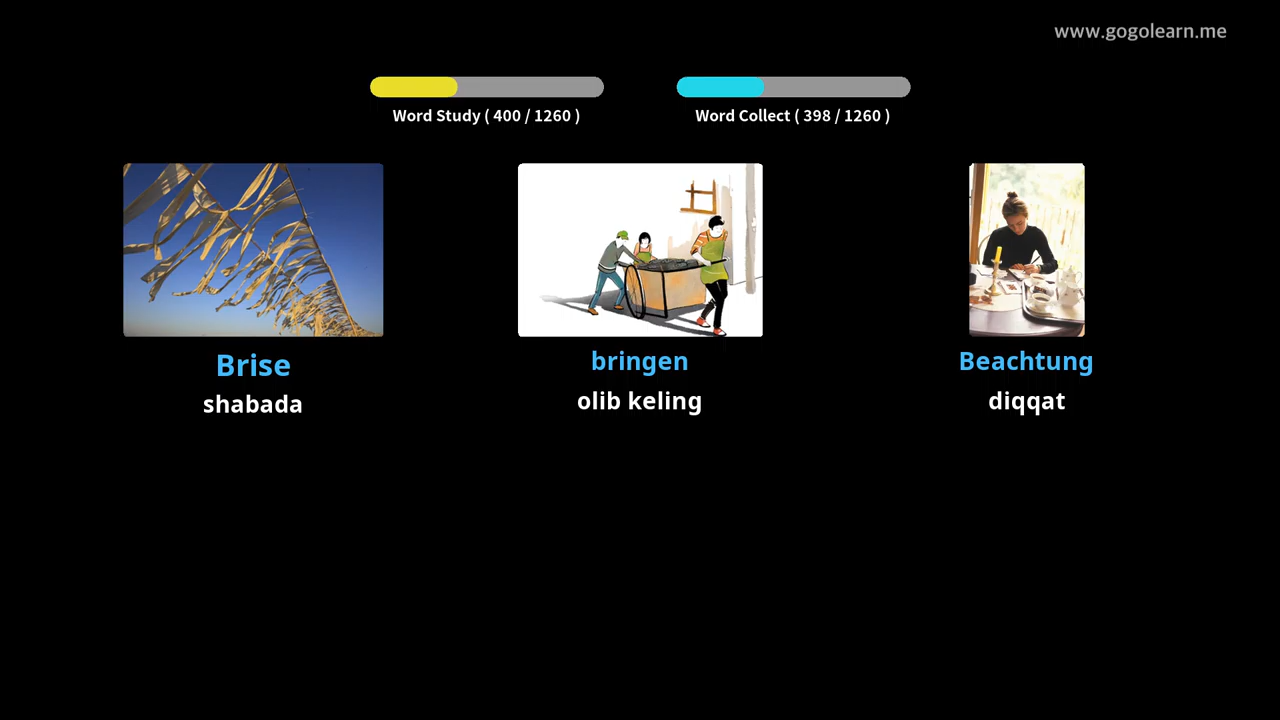 www.gogolearn.me
Word Study ( 400 / 1260 )
Word Collect ( 398 / 1260 )
Brise
bringen
Beachtung
shabada
olib keling
diqqat